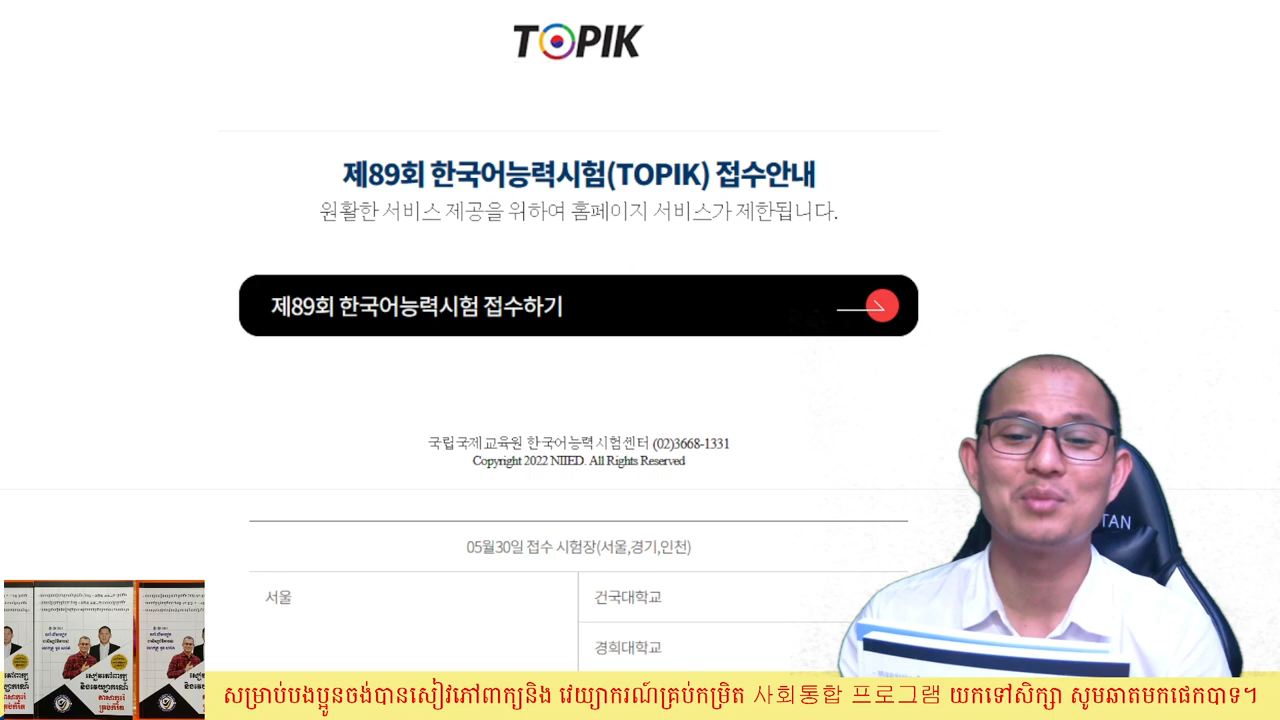 TOPIK
제89회 한국어능력시험(TOPIK) 접수안내
원활한 서비스 제공을 위하여 홈페이지 서비스가 제한됩니다.
제89회 한국어능력시험 접수하기
국립국제교육원 한국어능력시험센터 (02)3668-1331
Copyright 2022 NIIED. All Rights Reserved
05월30일 접수 시험장(서울,경기,인천)
서울
건국대학교
경희대학교
TAN
សម្រាប់បងប្អូនចង់បានសៀវភៅពាក្យនិង វេយ្យាករណ៍គ្រប់កម្រិត 사회통합 프로그램 យកទៅសិក្សា សូមឆាតមកផេកបាទ។